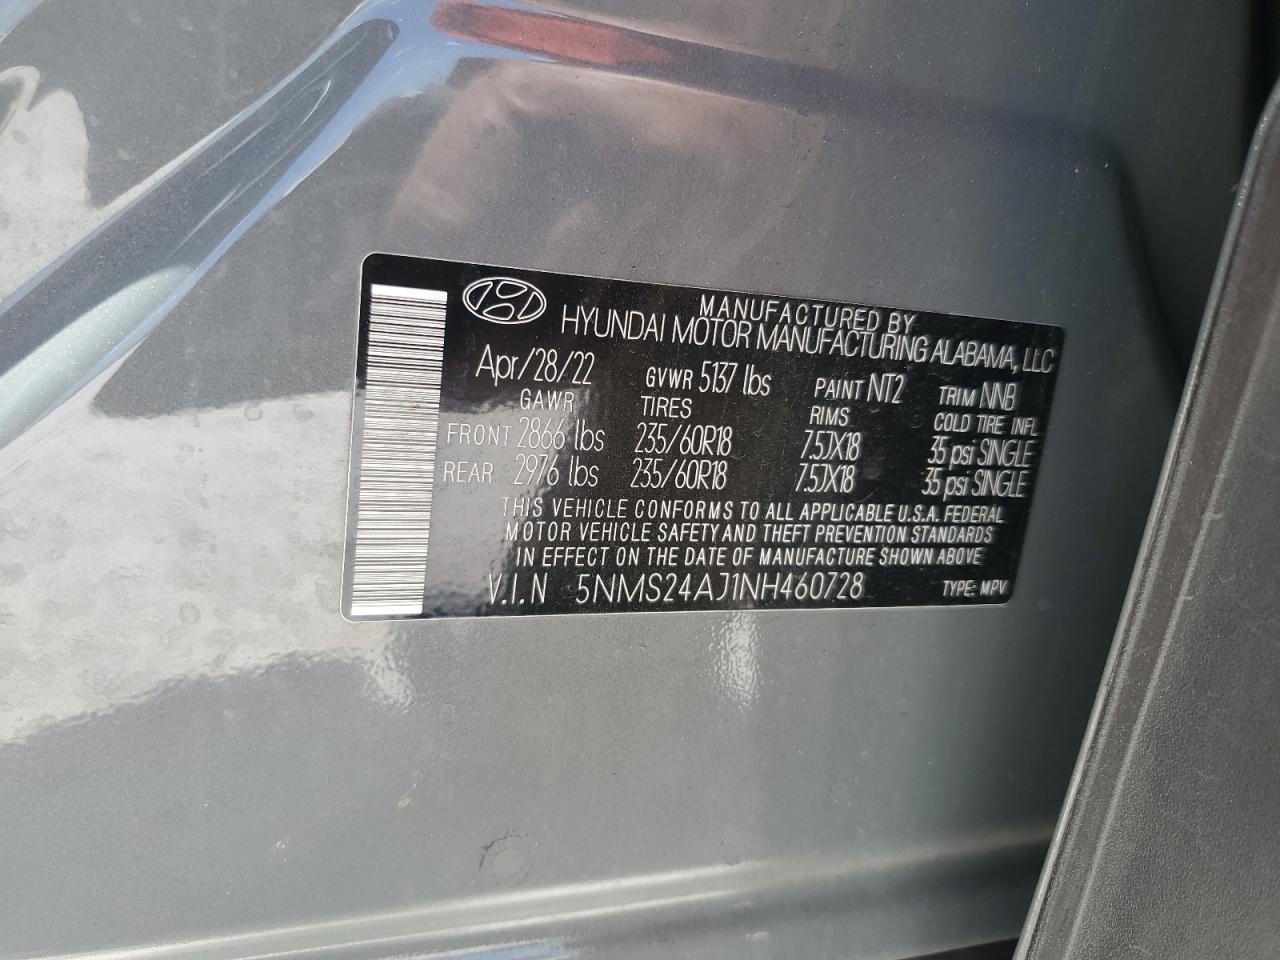 MANUFACTURED BY
HYUNDAI MOTOR MANUFACTURING ALABAMA, LLC
Apr/28/22 GVWR 5137 lbs PAINT NT2 TRIM NNB
GAWR TIRES RIMS COLD TIRE INFL
FRONT 2866 lbs 235/60R18 7.5JX18 35 psi SINGLE
REAR 2976 lbs 235/60R18 7.5JX18 35 psi SINGLE
THIS VEHICLE CONFORMS TO ALL APPLICABLE U.S.A. FEDERAL
MOTOR VEHICLE SAFETY AND THEFT PREVENTION STANDARDS
IN EFFECT ON THE DATE OF MANUFACTURE SHOWN ABOVE
V.I.N 5NMS24AJ1NH460728 TYPE: MPV